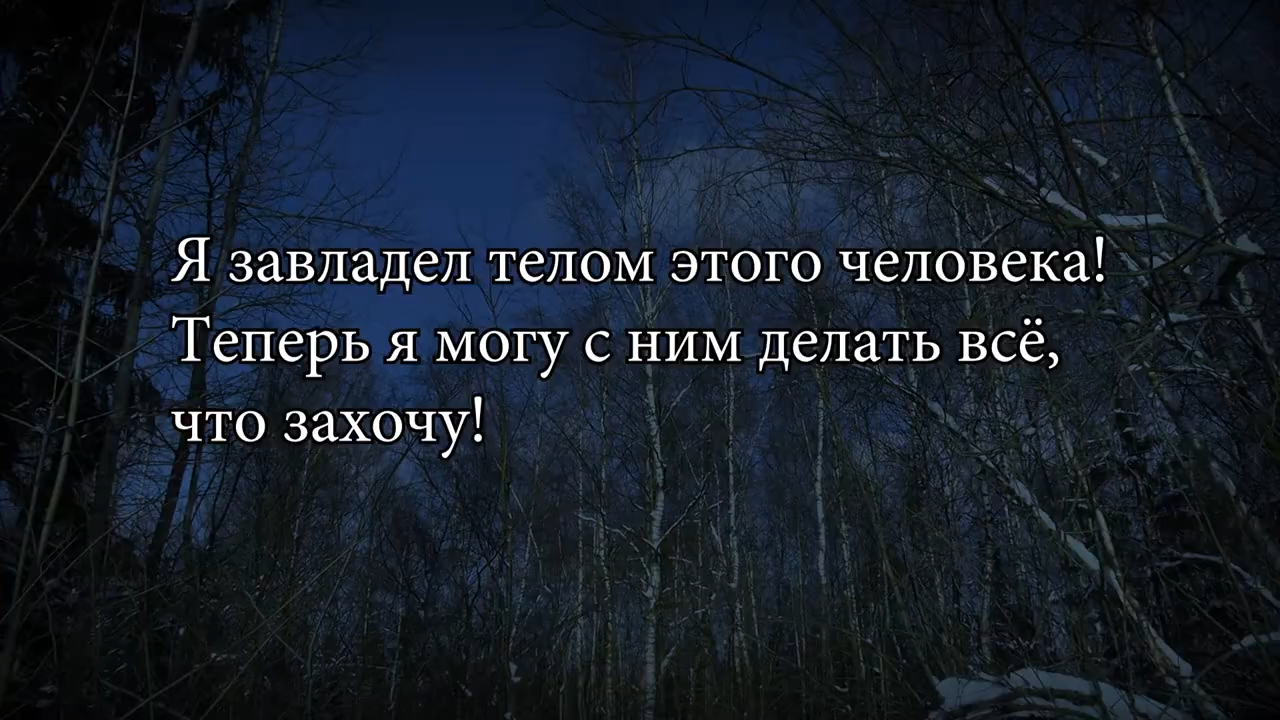 Я завладел телом этого человека!
Теперь я могу с ним делать всё,
что захочу!